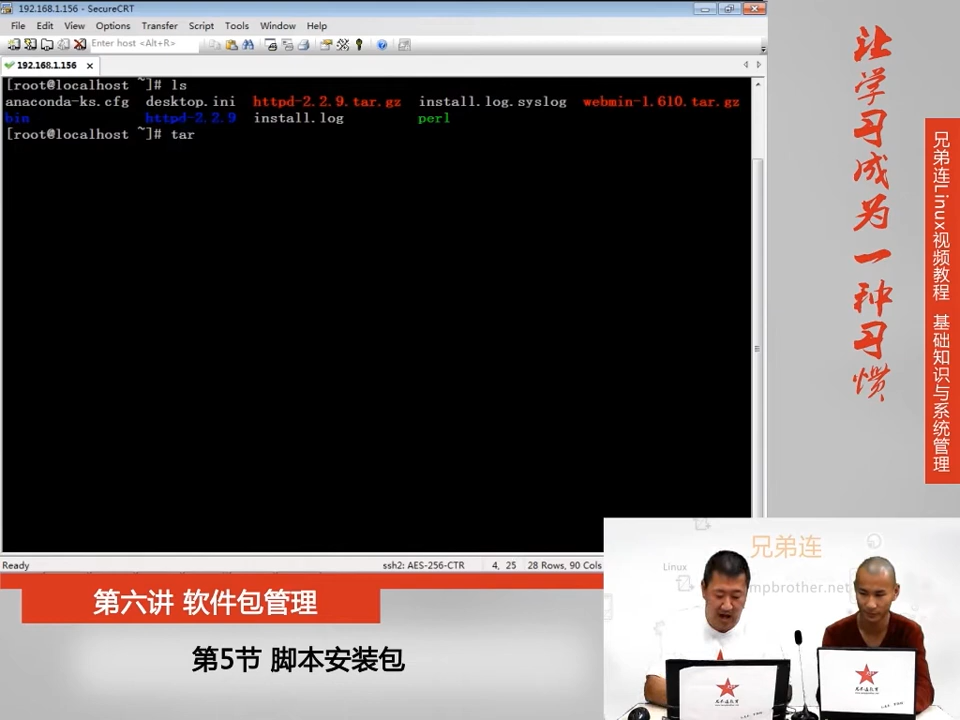 192.168.1.156 - SecureCRT
File Edit View Options Transfer Script Tools Window Help
Enter host <Alt+R>
192.168.1.156
[root@localhost ~]# ls
anaconda-ks.cfg desktop.ini httpd-2.2.9.tar.gz install.log.syslog webmin-1.610.tar.gz
bin httpd-2.2.9 install.log perl
[root@localhost ~]# tar
Ready ssh2: AES-256-CTR 4, 25 28 Rows, 90 Cols
让学习成为一种习惯
兄弟连Linux视频教程 基础知识与系统管理
兄弟连
Linux
mpbrother.net
第六讲 软件包管理
第5节 脚本安装包